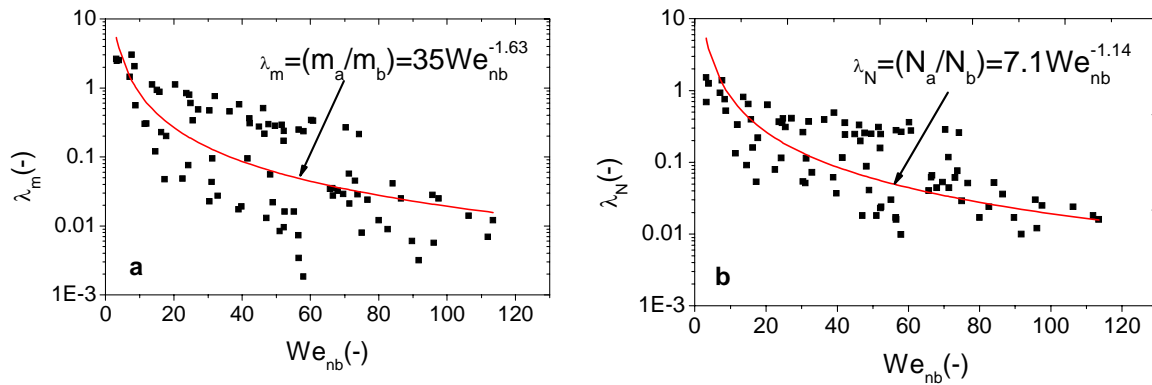 10
1
0.1
0.01
1E-3
λm(-)
λm=(ma/mb)=35Wenb-1.63
a
0 20 40 60 80 100 120
Wenb(-)
10
1
0.1
0.01
1E-3
λN(-)
λN=(Na/Nb)=7.1Wenb-1.14
b
0 20 40 60 80 100 120
Wenb(-)